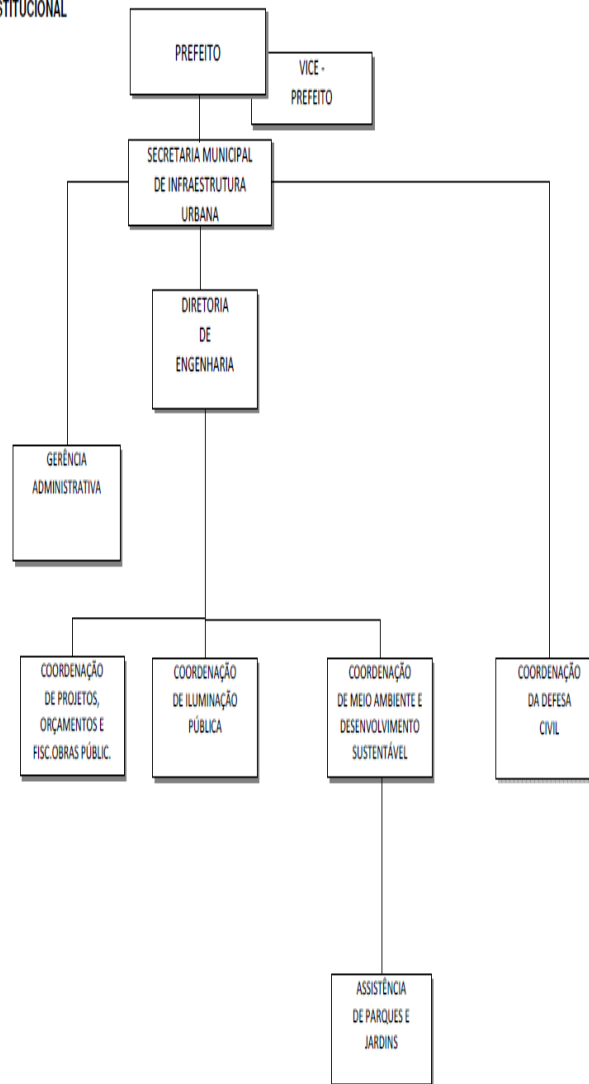 STITUCIONAL
PREFEITO
VICE -
PREFEITO
SECRETARIA MUNICIPAL
DE INFRAESTRUTURA
URBANA
DIRETORIA
DE
ENGENHARIA
GERÊNCIA
ADMINISTRATIVA
COORDENAÇÃO
DE PROJETOS,
ORÇAMENTOS E
FISC.OBRAS PÚBLIC.
COORDENAÇÃO
DE ILUMINAÇÃO
PÚBLICA
COORDENAÇÃO
DE MEIO AMBIENTE E
DESENVOLVIMENTO
SUSTENTÁVEL
COORDENAÇÃO
DA DEFESA
CIVIL
ASSISTÊNCIA
DE PARQUES E
JARDINS